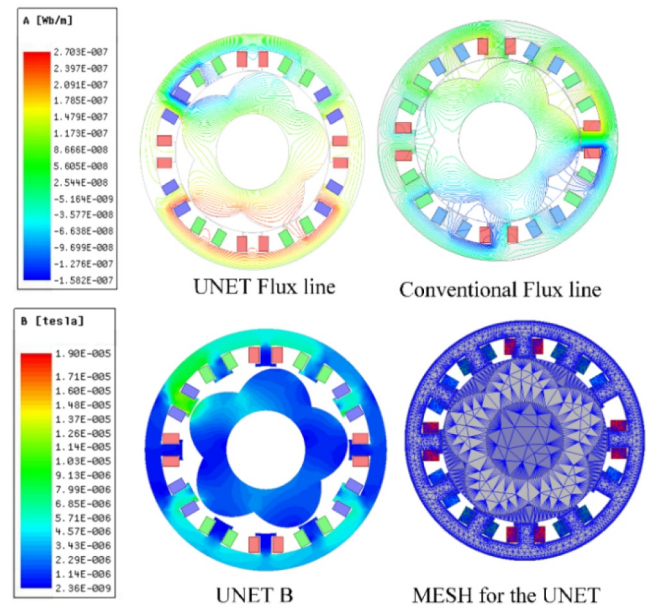 A [Wb/m]
2.703E-007
2.397E-007
2.091E-007
1.785E-007
1.479E-007
1.173E-007
8.666E-008
5.605E-008
2.544E-008
-5.164E-009
-3.577E-008
-6.638E-008
-9.699E-008
-1.276E-007
-1.582E-007
UNET Flux line
Conventional Flux line
B [tesla]
1.90E-005
1.71E-005
1.60E-005
1.48E-005
1.37E-005
1.26E-005
1.14E-005
1.03E-005
9.13E-006
7.99E-006
6.85E-006
5.71E-006
4.57E-006
3.43E-006
2.29E-006
1.14E-006
2.36E-009
UNET B
MESH for the UNET